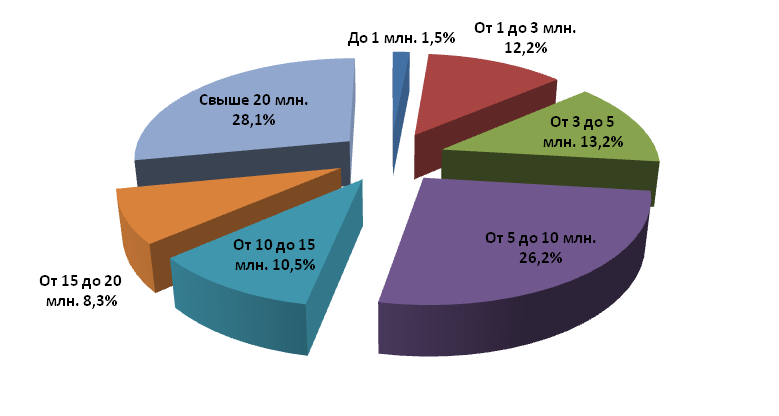 До 1 млн. 1,5%
От 1 до 3 млн.
12,2%
От 3 до 5
млн. 13,2%
От 5 до 10 млн.
26,2%
От 10 до 15
млн. 10,5%
От 15 до 20
млн. 8,3%
Свыше 20 млн.
28,1%